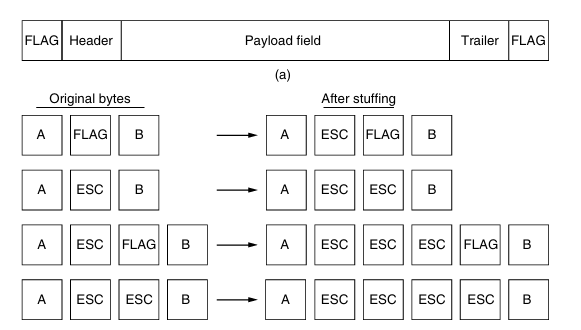 FLAG Header Payload field Trailer FLAG
(a)
Original bytes After stuffing
A FLAG B A ESC FLAG B
A ESC B A ESC ESC B
A ESC FLAG B A ESC ESC ESC FLAG B
A ESC ESC B A ESC ESC ESC ESC B